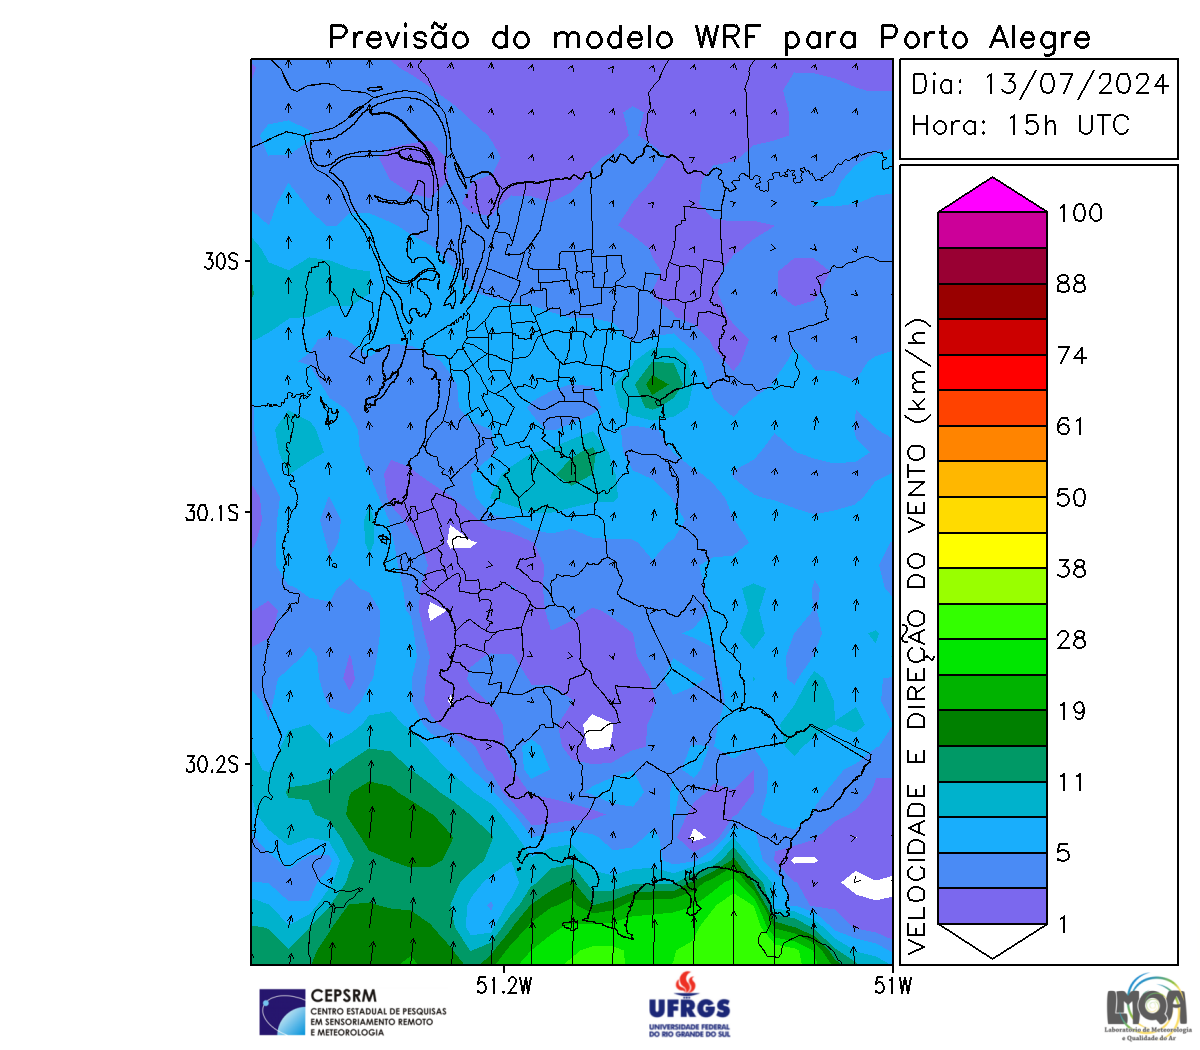 Previsão do modelo WRF para Porto Alegre
Dia: 13/07/2024
Hora: 15h UTC
30S
30.1S
30.2S
51.2W
51W
VELOCIDADE E DIREÇÃO DO VENTO (km/h)
100
88
74
61
50
38
28
19
11
5
1
CEPSRM
CENTRO ESTADUAL DE PESQUISAS
EM SENSORIAMENTO REMOTO
E METEOROLOGIA
UFRGS
UNIVERSIDADE FEDERAL
DO RIO GRANDE DO SUL
LMQA
Laboratório de Meteorologia
e Qualidade do Ar